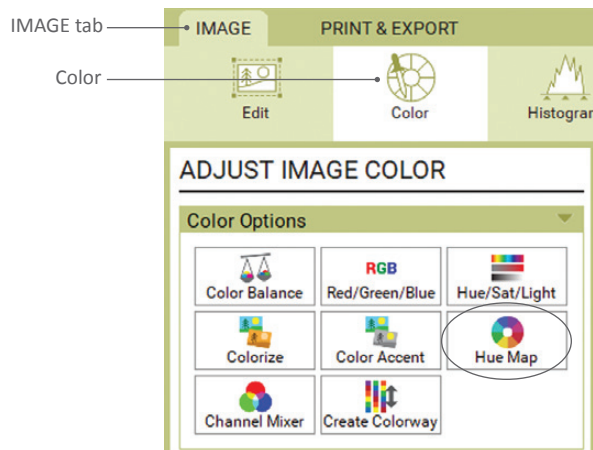 IMAGE tab
IMAGE
PRINT & EXPORT
Color
Edit
Color
Histogran
ADJUST IMAGE COLOR
Color Options
Color Balance
RGB
Red/Green/Blue
Hue/Sat/Light
Colorize
Color Accent
Hue Map
Channel Mixer
Create Colorway